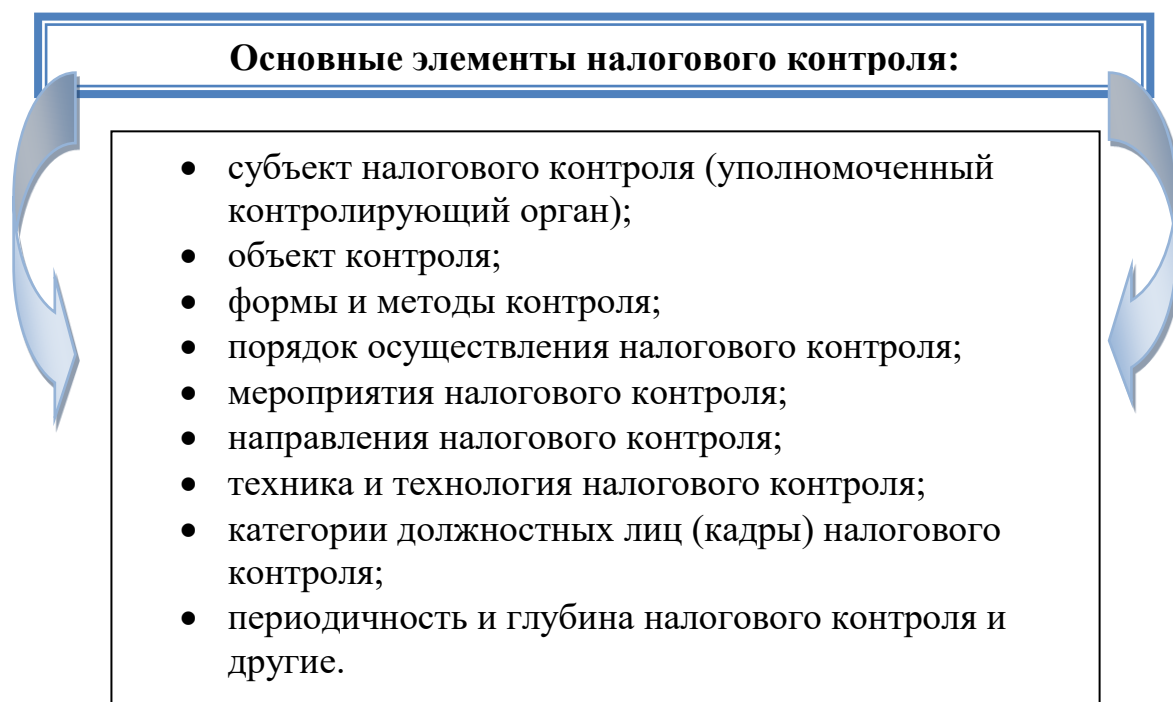 Основные элементы налогового контроля:
• субъект налогового контроля (уполномоченный
контролирующий орган);
• объект контроля;
• формы и методы контроля;
• порядок осуществления налогового контроля;
• мероприятия налогового контроля;
• направления налогового контроля;
• техника и технология налогового контроля;
• категории должностных лиц (кадры) налогового
контроля;
• периодичность и глубина налогового контроля и
другие.